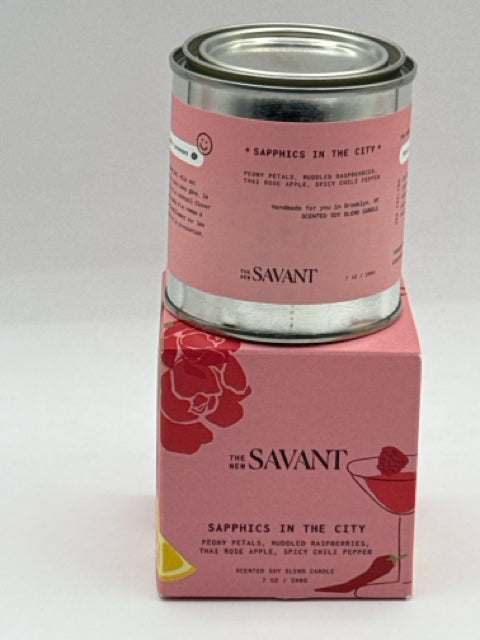 *SAPPHICS IN THE CITY*
PEONY PETALS, MUDDLED RASPBERRIES,
THAI ROSE APPLE, SPICY CHILI PEPPER
Handmade for you in Brooklyn, NY
SCENTED SOY BLEND CANDLE
THE NEW SAVANT
7 OZ / 200G
THE NEW SAVANT
SAPPHICS IN THE CITY
PEONY PETALS, MUDDLED RASPBERRIES,
THAI ROSE APPLE, SPICY CHILI PEPPER
SCENTED SOY BLEND CANDLE
7 OZ / 200G